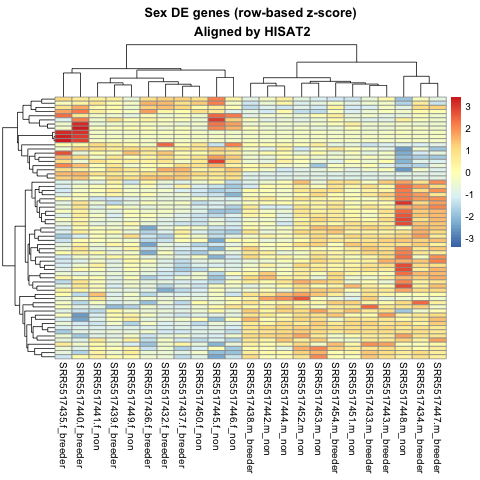 Sex DE genes (row-based z-score)
Aligned by HISAT2
3
2
1
0
-1
-2
-3
SRR5517435.f_breeder
SRR5517440.f_breeder
SRR5517441.f_non
SRR5517439.f_breeder
SRR5517449.f_non
SRR5517436.f_breeder
SRR5517432.f_breeder
SRR5517437.f_breeder
SRR5517450.f_non
SRR5517445.f_non
SRR5517446.f_non
SRR5517438.m_breeder
SRR5517442.m_non
SRR5517444.m_non
SRR5517452.m_non
SRR5517453.m_non
SRR5517454.m_breeder
SRR5517451.m_non
SRR5517433.m_breeder
SRR5517443.m_breeder
SRR5517448.m_non
SRR5517434.m_breeder
SRR5517447.m_non